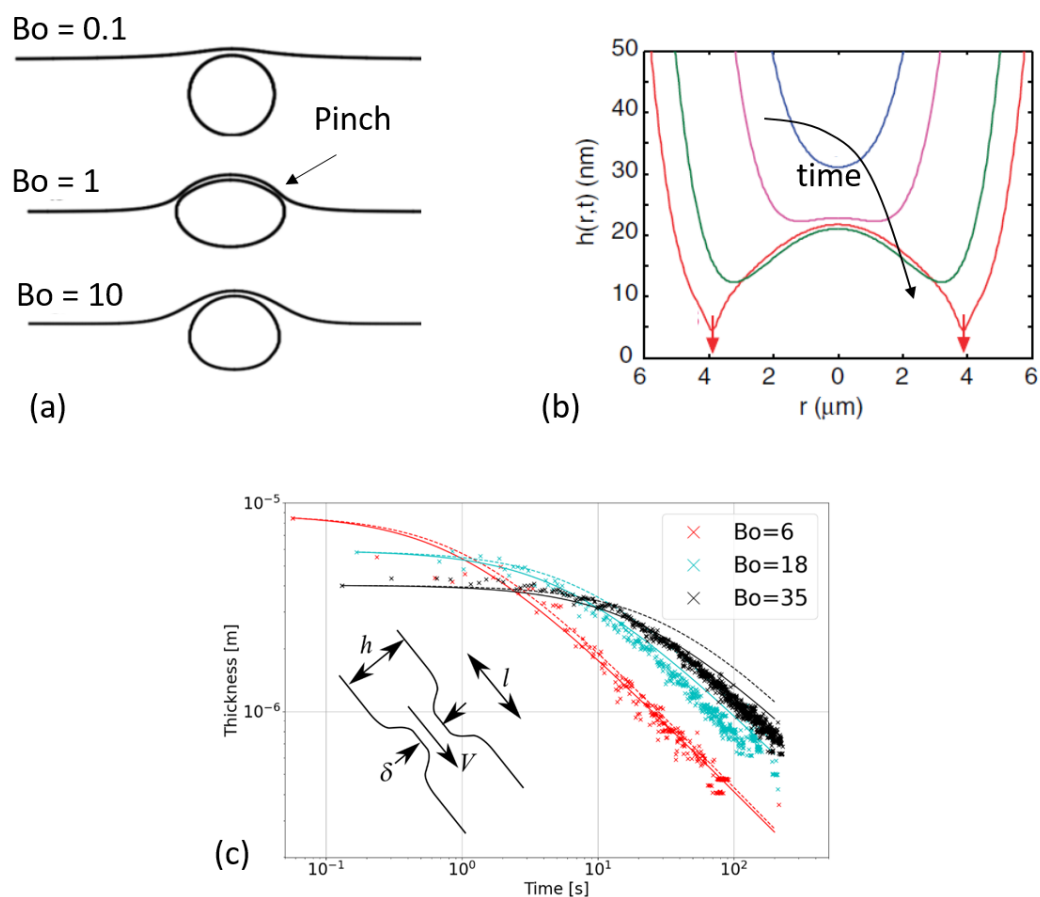 Bo = 0.1
Pinch
Bo = 1
Bo = 10
(a)
50
40
30
20
10
0
h(r,t) (nm)
time
6 4 2 0 2 4 6
r (μm)
(b)
10⁻⁵
10⁻⁶
Thickness [m]
Bo=6
Bo=18
Bo=35
h
l
δ
V
10⁻¹ 10⁰ 10¹ 10²
Time [s]
(c)